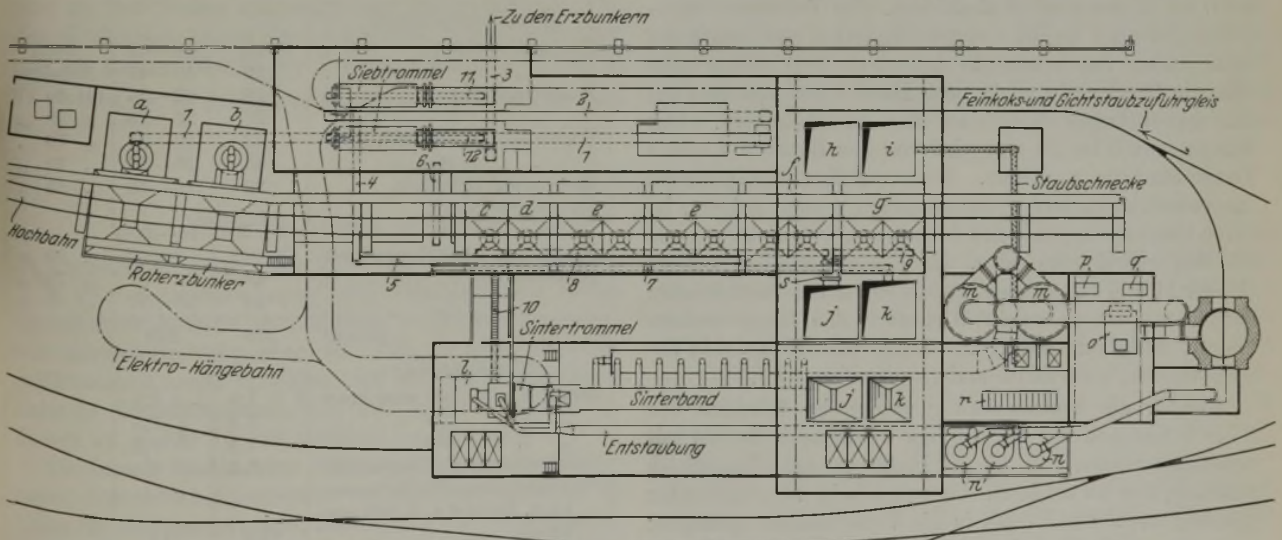 Zu den Erzbunkern
Siebtrommel
11
3
2
Feinkoks- und Gichtstaubzuführgleis
a
1
b
12
1
6
h
i
4
f
Staubschnecke
c
d
e
e
g
Hochbahn
Roherzbunker
5
8
7
9
s
p
q
m
m
10
Sintertrommel
j
k
o
Elektro-Hängebahn
l
Sinterband
j
k
r
Entstaubung
n
n